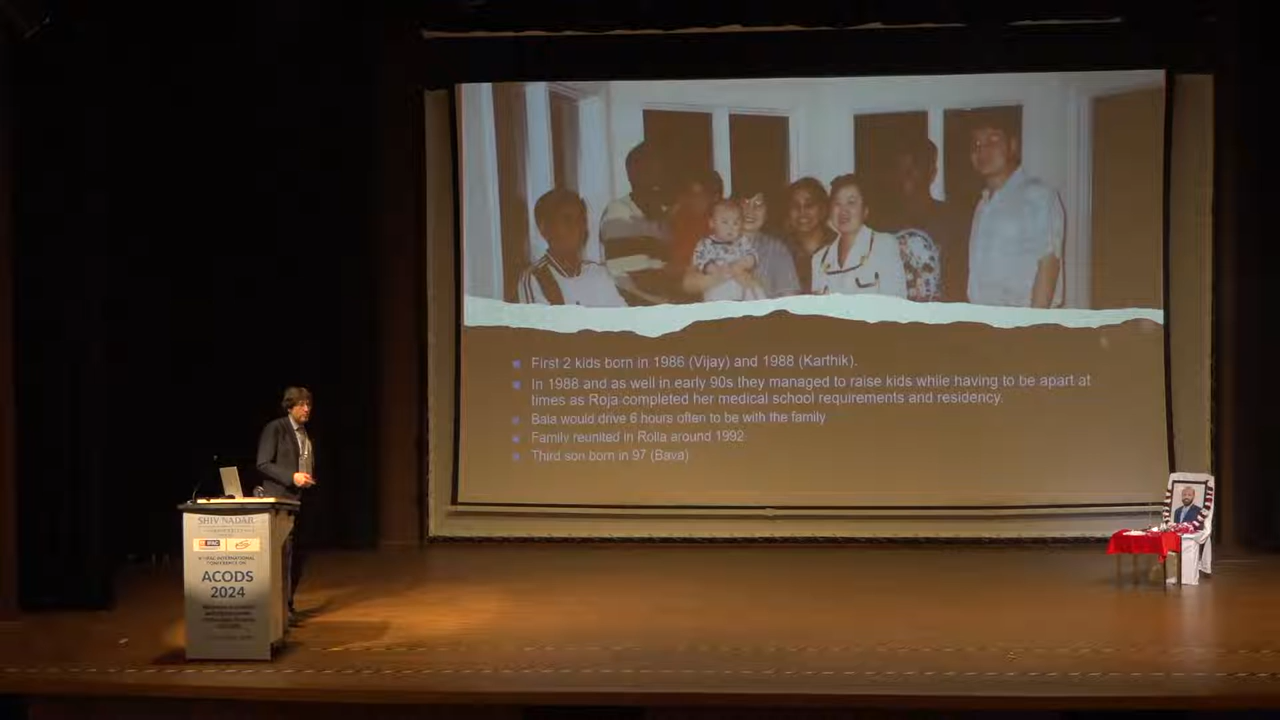 First 2 kids born in 1986 (Vijay) and 1988 (Karthik).
In 1988 and as well in early 90s they managed to raise kids while having to be apart at
times as Roja completed her medical school requirements and residency.
Bala would drive 6 hours often to be with the family
Family reunited in Rolla around 1992
Third son born in 97 (Bava)
SHIV NADAR
IFAC
CONFERENCE ON
ACODS
2024